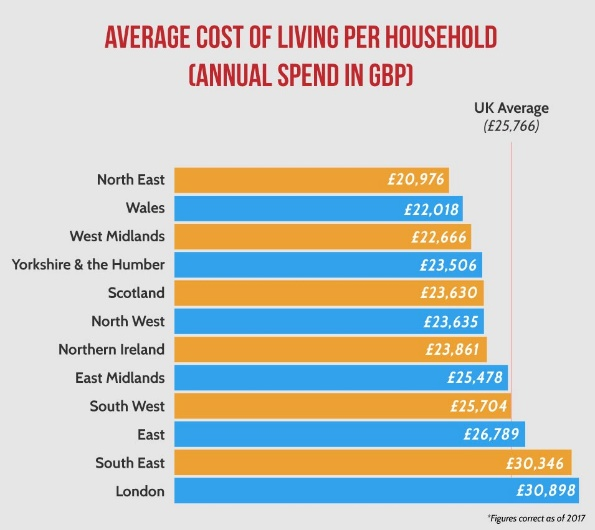 AVERAGE COST OF LIVING PER HOUSEHOLD
(ANNUAL SPEND IN GBP)
UK Average
(£25,766)
North East £20,976
Wales £22,018
West Midlands £22,666
Yorkshire & the Humber £23,506
Scotland £23,630
North West £23,635
Northern Ireland £23,861
East Midlands £25,478
South West £25,704
East £26,789
South East £30,346
London £30,898
*Figures correct as of 2017